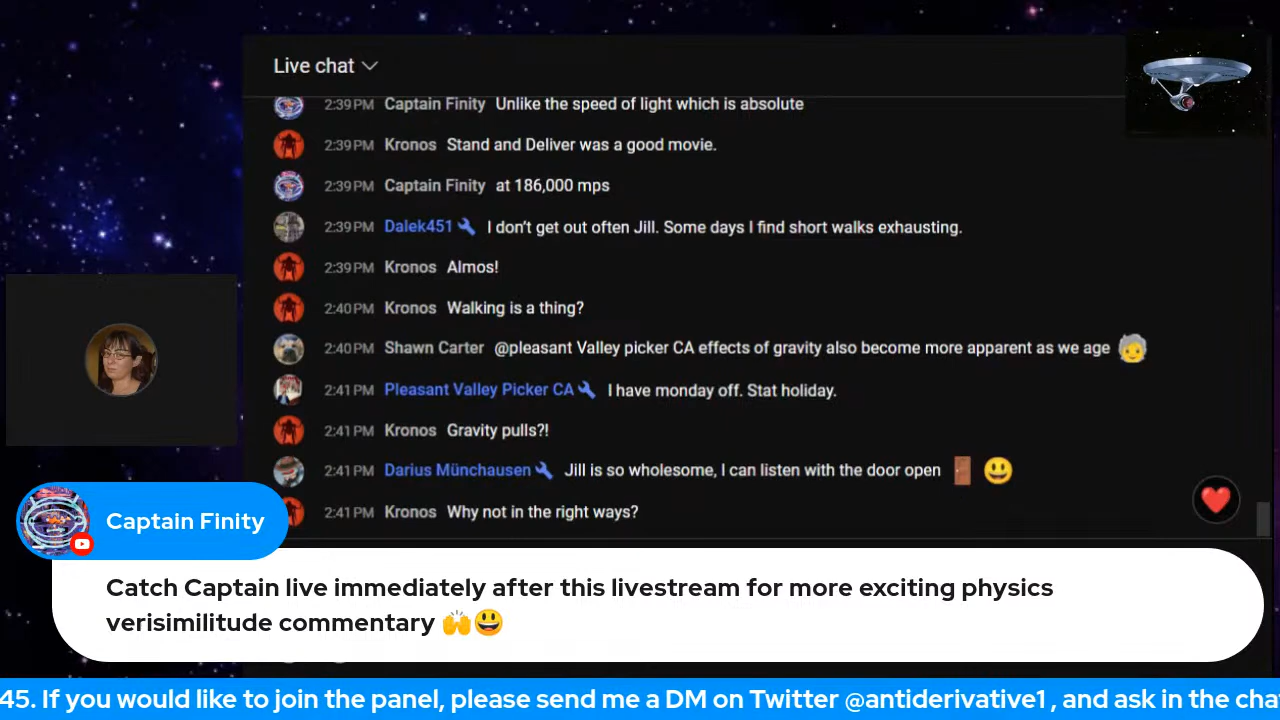 Live chat
2:39 PM Captain Finity Unlike the speed of light which is absolute
2:39 PM Kronos Stand and Deliver was a good movie.
2:39 PM Captain Finity at 186,000 mps
2:39 PM Dalek451 I don't get out often Jill. Some days I find short walks exhausting.
2:39 PM Kronos Almos!
2:40 PM Kronos Walking is a thing?
2:40 PM Shawn Carter @pleasant Valley picker CA effects of gravity also become more apparent as we age 🧓
2:41 PM Pleasant Valley Picker CA I have monday off. Stat holiday.
2:41 PM Kronos Gravity pulls?!
2:41 PM Darius Münchausen Jill is so wholesome, I can listen with the door open 🚪 😃
2:41 PM Kronos Why not in the right ways?
Captain Finity
Catch Captain live immediately after this livestream for more exciting physics
verisimilitude commentary 🙌😃
45. If you would like to join the panel, please send me a DM on Twitter @antiderivative1 , and ask in the cha